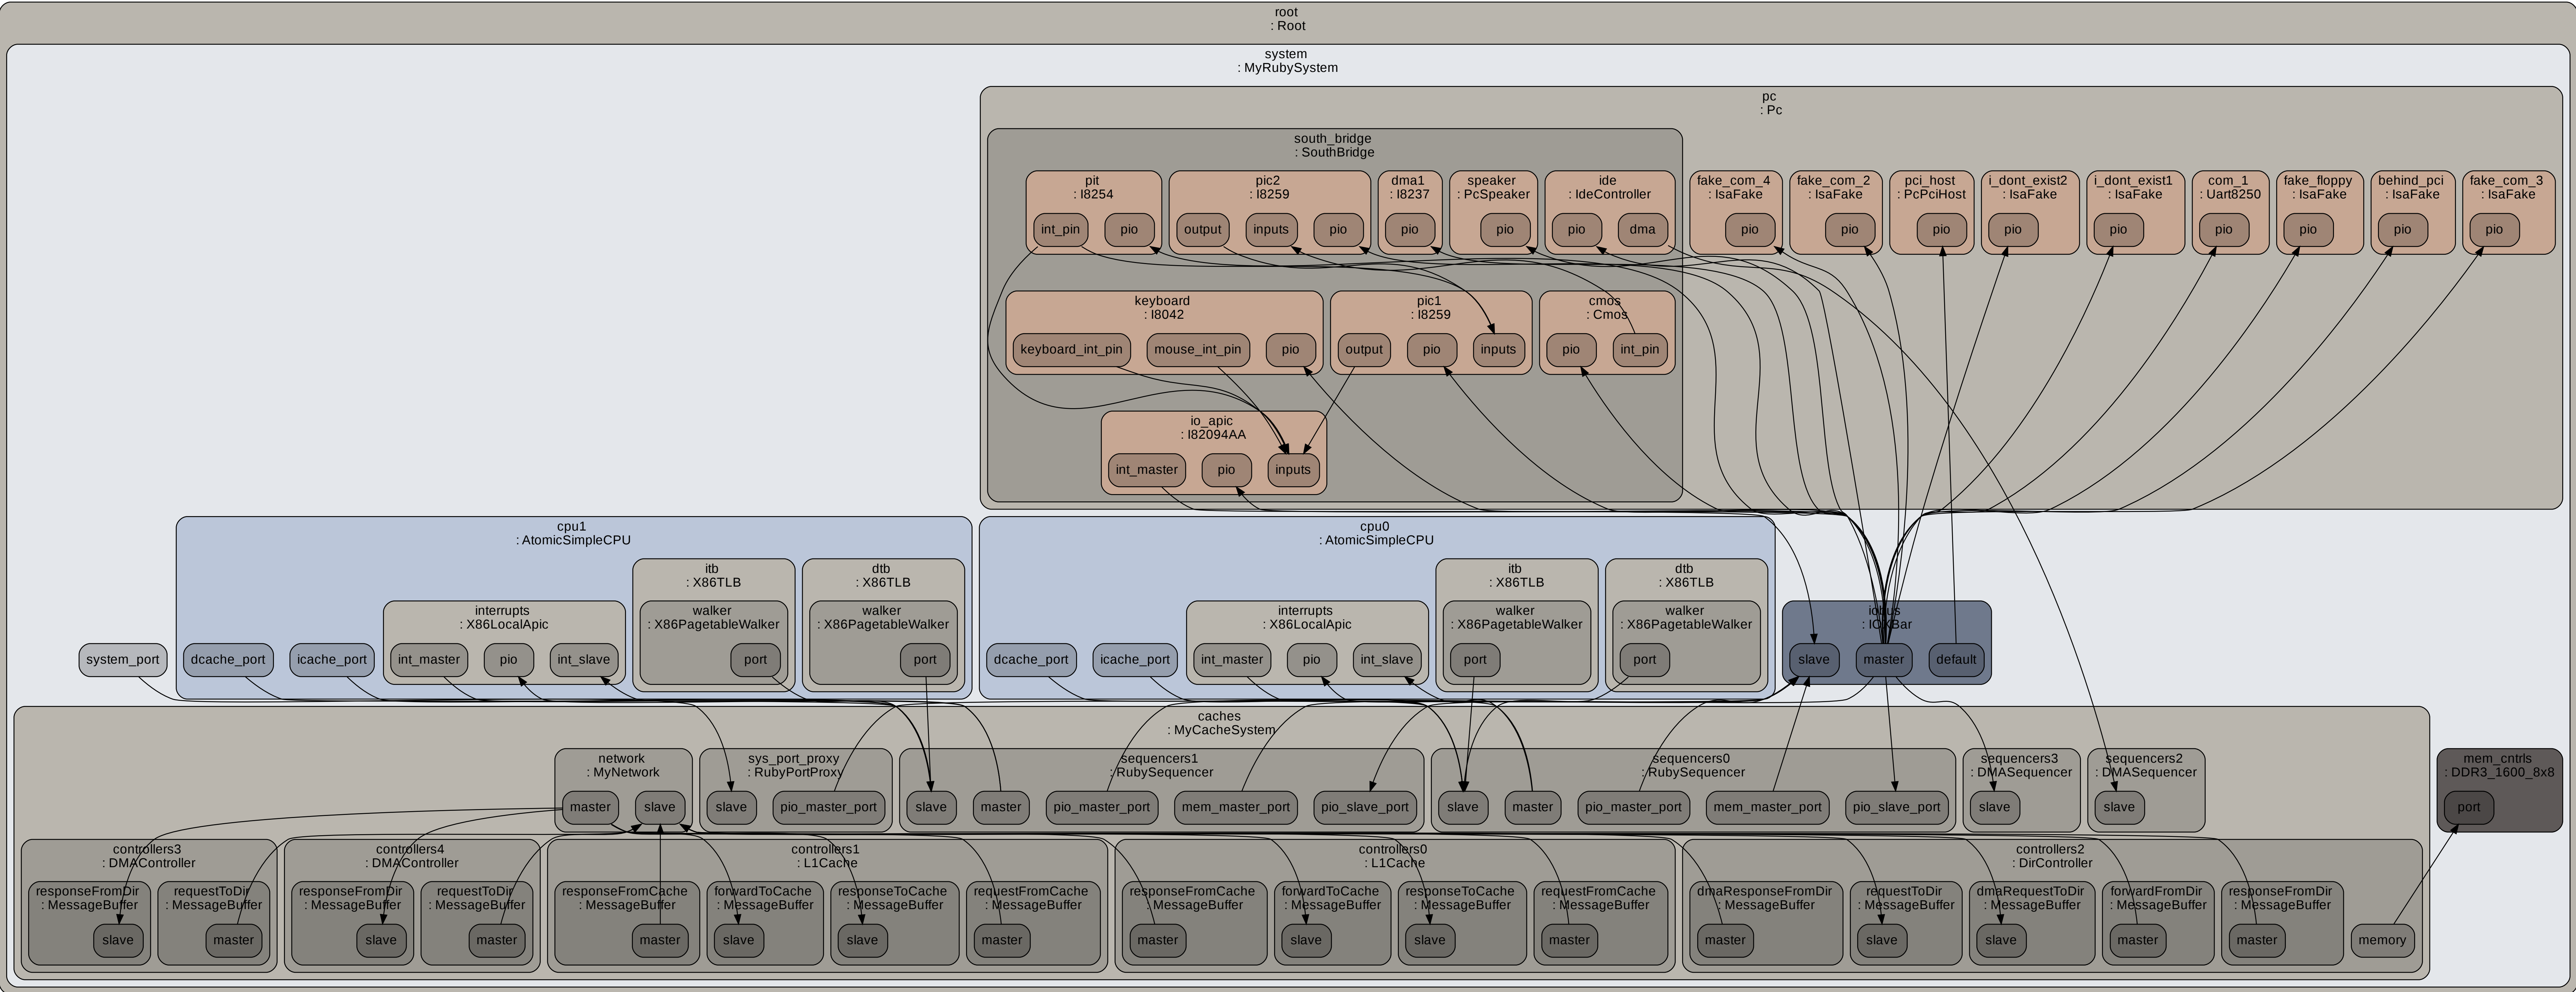 root
: Root
system
: MyRubySystem
pc
: Pc
south_bridge
: SouthBridge
pit
: I8254
int_pin
pio
pic2
: I8259
output
inputs
pio
dma1
: I8237
pio
speaker
: PcSpeaker
pio
ide
: IdeController
pio
dma
fake_com_4
: IsaFake
pio
fake_com_2
: IsaFake
pio
pci_host
: PcPciHost
pio
i_dont_exist2
: IsaFake
pio
i_dont_exist1
: IsaFake
pio
com_1
: Uart8250
pio
fake_floppy
: IsaFake
pio
behind_pci
: IsaFake
pio
fake_com_3
: IsaFake
pio
keyboard
: I8042
keyboard_int_pin
mouse_int_pin
pio
pic1
: I8259
output
pio
inputs
cmos
: Cmos
pio
int_pin
io_apic
: I82094AA
int_master
pio
inputs
system_port
cpu1
: AtomicSimpleCPU
dcache_port
icache_port
interrupts
: X86LocalApic
int_master
pio
int_slave
itb
: X86TLB
walker
: X86PagetableWalker
port
dtb
: X86TLB
walker
: X86PagetableWalker
port
cpu0
: AtomicSimpleCPU
dcache_port
icache_port
interrupts
: X86LocalApic
int_master
pio
int_slave
itb
: X86TLB
walker
: X86PagetableWalker
port
dtb
: X86TLB
walker
: X86PagetableWalker
port
iobus
: IOXBar
slave
master
default
caches
: MyCacheSystem
network
: MyNetwork
master
slave
sys_port_proxy
: RubyPortProxy
slave
pio_master_port
sequencers1
: RubySequencer
slave
master
pio_master_port
mem_master_port
pio_slave_port
sequencers0
: RubySequencer
slave
master
pio_master_port
mem_master_port
pio_slave_port
sequencers3
: DMASequencer
slave
sequencers2
: DMASequencer
slave
mem_cntrls
: DDR3_1600_8x8
port
controllers3
: DMAController
responseFromDir
: MessageBuffer
slave
requestToDir
: MessageBuffer
master
controllers4
: DMAController
responseFromDir
: MessageBuffer
slave
requestToDir
: MessageBuffer
master
controllers1
: L1Cache
responseFromCache
: MessageBuffer
master
forwardToCache
: MessageBuffer
slave
responseToCache
: MessageBuffer
slave
requestFromCache
: MessageBuffer
master
controllers0
: L1Cache
responseFromCache
: MessageBuffer
master
forwardToCache
: MessageBuffer
slave
responseToCache
: MessageBuffer
slave
requestFromCache
: MessageBuffer
master
controllers2
: DirController
dmaResponseFromDir
: MessageBuffer
master
requestToDir
: MessageBuffer
slave
dmaRequestToDir
: MessageBuffer
slave
forwardFromDir
: MessageBuffer
master
responseFromDir
: MessageBuffer
master
memory